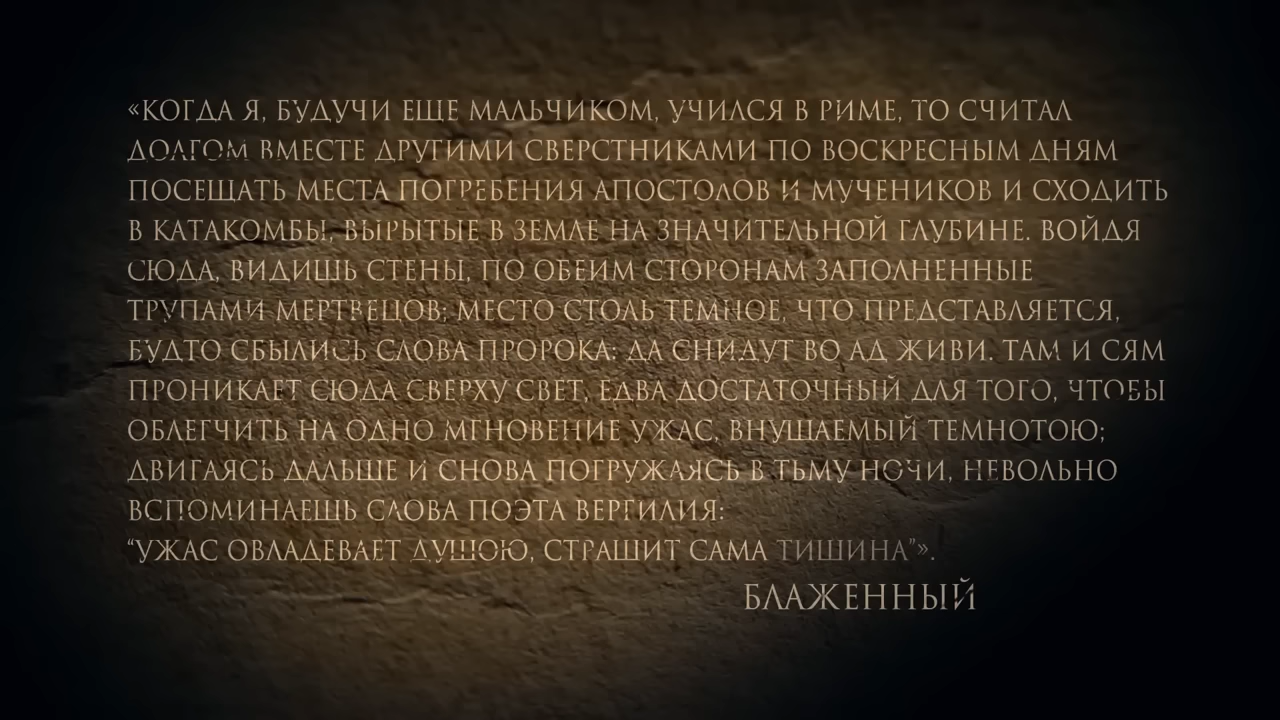 «КОГДА Я, БУДУЧИ ЕЩЕ МАЛЬЧИКОМ, УЧИЛСЯ В РИМЕ, ТО СЧИТАЛ
ДОЛГОМ ВМЕСТЕ ДРУГИМИ СВЕРСТНИКАМИ ПО ВОСКРЕСНЫМ ДНЯМ
ПОСЕЩАТЬ МЕСТА ПОГРЕБЕНИЯ АПОСТОЛОВ И МУЧЕНИКОВ И СХОДИТЬ
В КАТАКОМБЫ, ВЫРЫТЫЕ В ЗЕМЛЕ НА ЗНАЧИТЕЛЬНОЙ ГЛУБИНЕ. ВОЙДЯ
СЮДА, ВИДИШЬ СТЕНЫ, ПО ОБЕИМ СТОРОНАМ ЗАПОЛНЕННЫЕ
ТРУПАМИ МЕРТВЕЦОВ; МЕСТО СТОЛЬ ТЕМНОЕ, ЧТО ПРЕДСТАВЛЯЕТСЯ,
БУДТО СБЫЛИСЬ СЛОВА ПРОРОКА: ДА СНИДУТ ВО АД ЖИВИ. ТАМ И СЯМ
ПРОНИКАЕТ СЮДА СВЕРХУ СВЕТ, ЕДВА ДОСТАТОЧНЫЙ ДЛЯ ТОГО, ЧТОБЫ
ОБЛЕГЧИТЬ НА ОДНО МГНОВЕНИЕ УЖАС, ВНУШАЕМЫЙ ТЕМНОТОЮ;
ДВИГАЯСЬ ДАЛЬШЕ И СНОВА ПОГРУЖАЯСЬ В ТЬМУ НОЧИ, НЕВОЛЬНО
ВСПОМИНАЕШЬ СЛОВА ПОЭТА ВЕРГИЛИЯ:
“УЖАС ОВЛАДЕВАЕТ ДУШОЮ, СТРАШИТ САМА ТИШИНА”».
БЛАЖЕННЫЙ